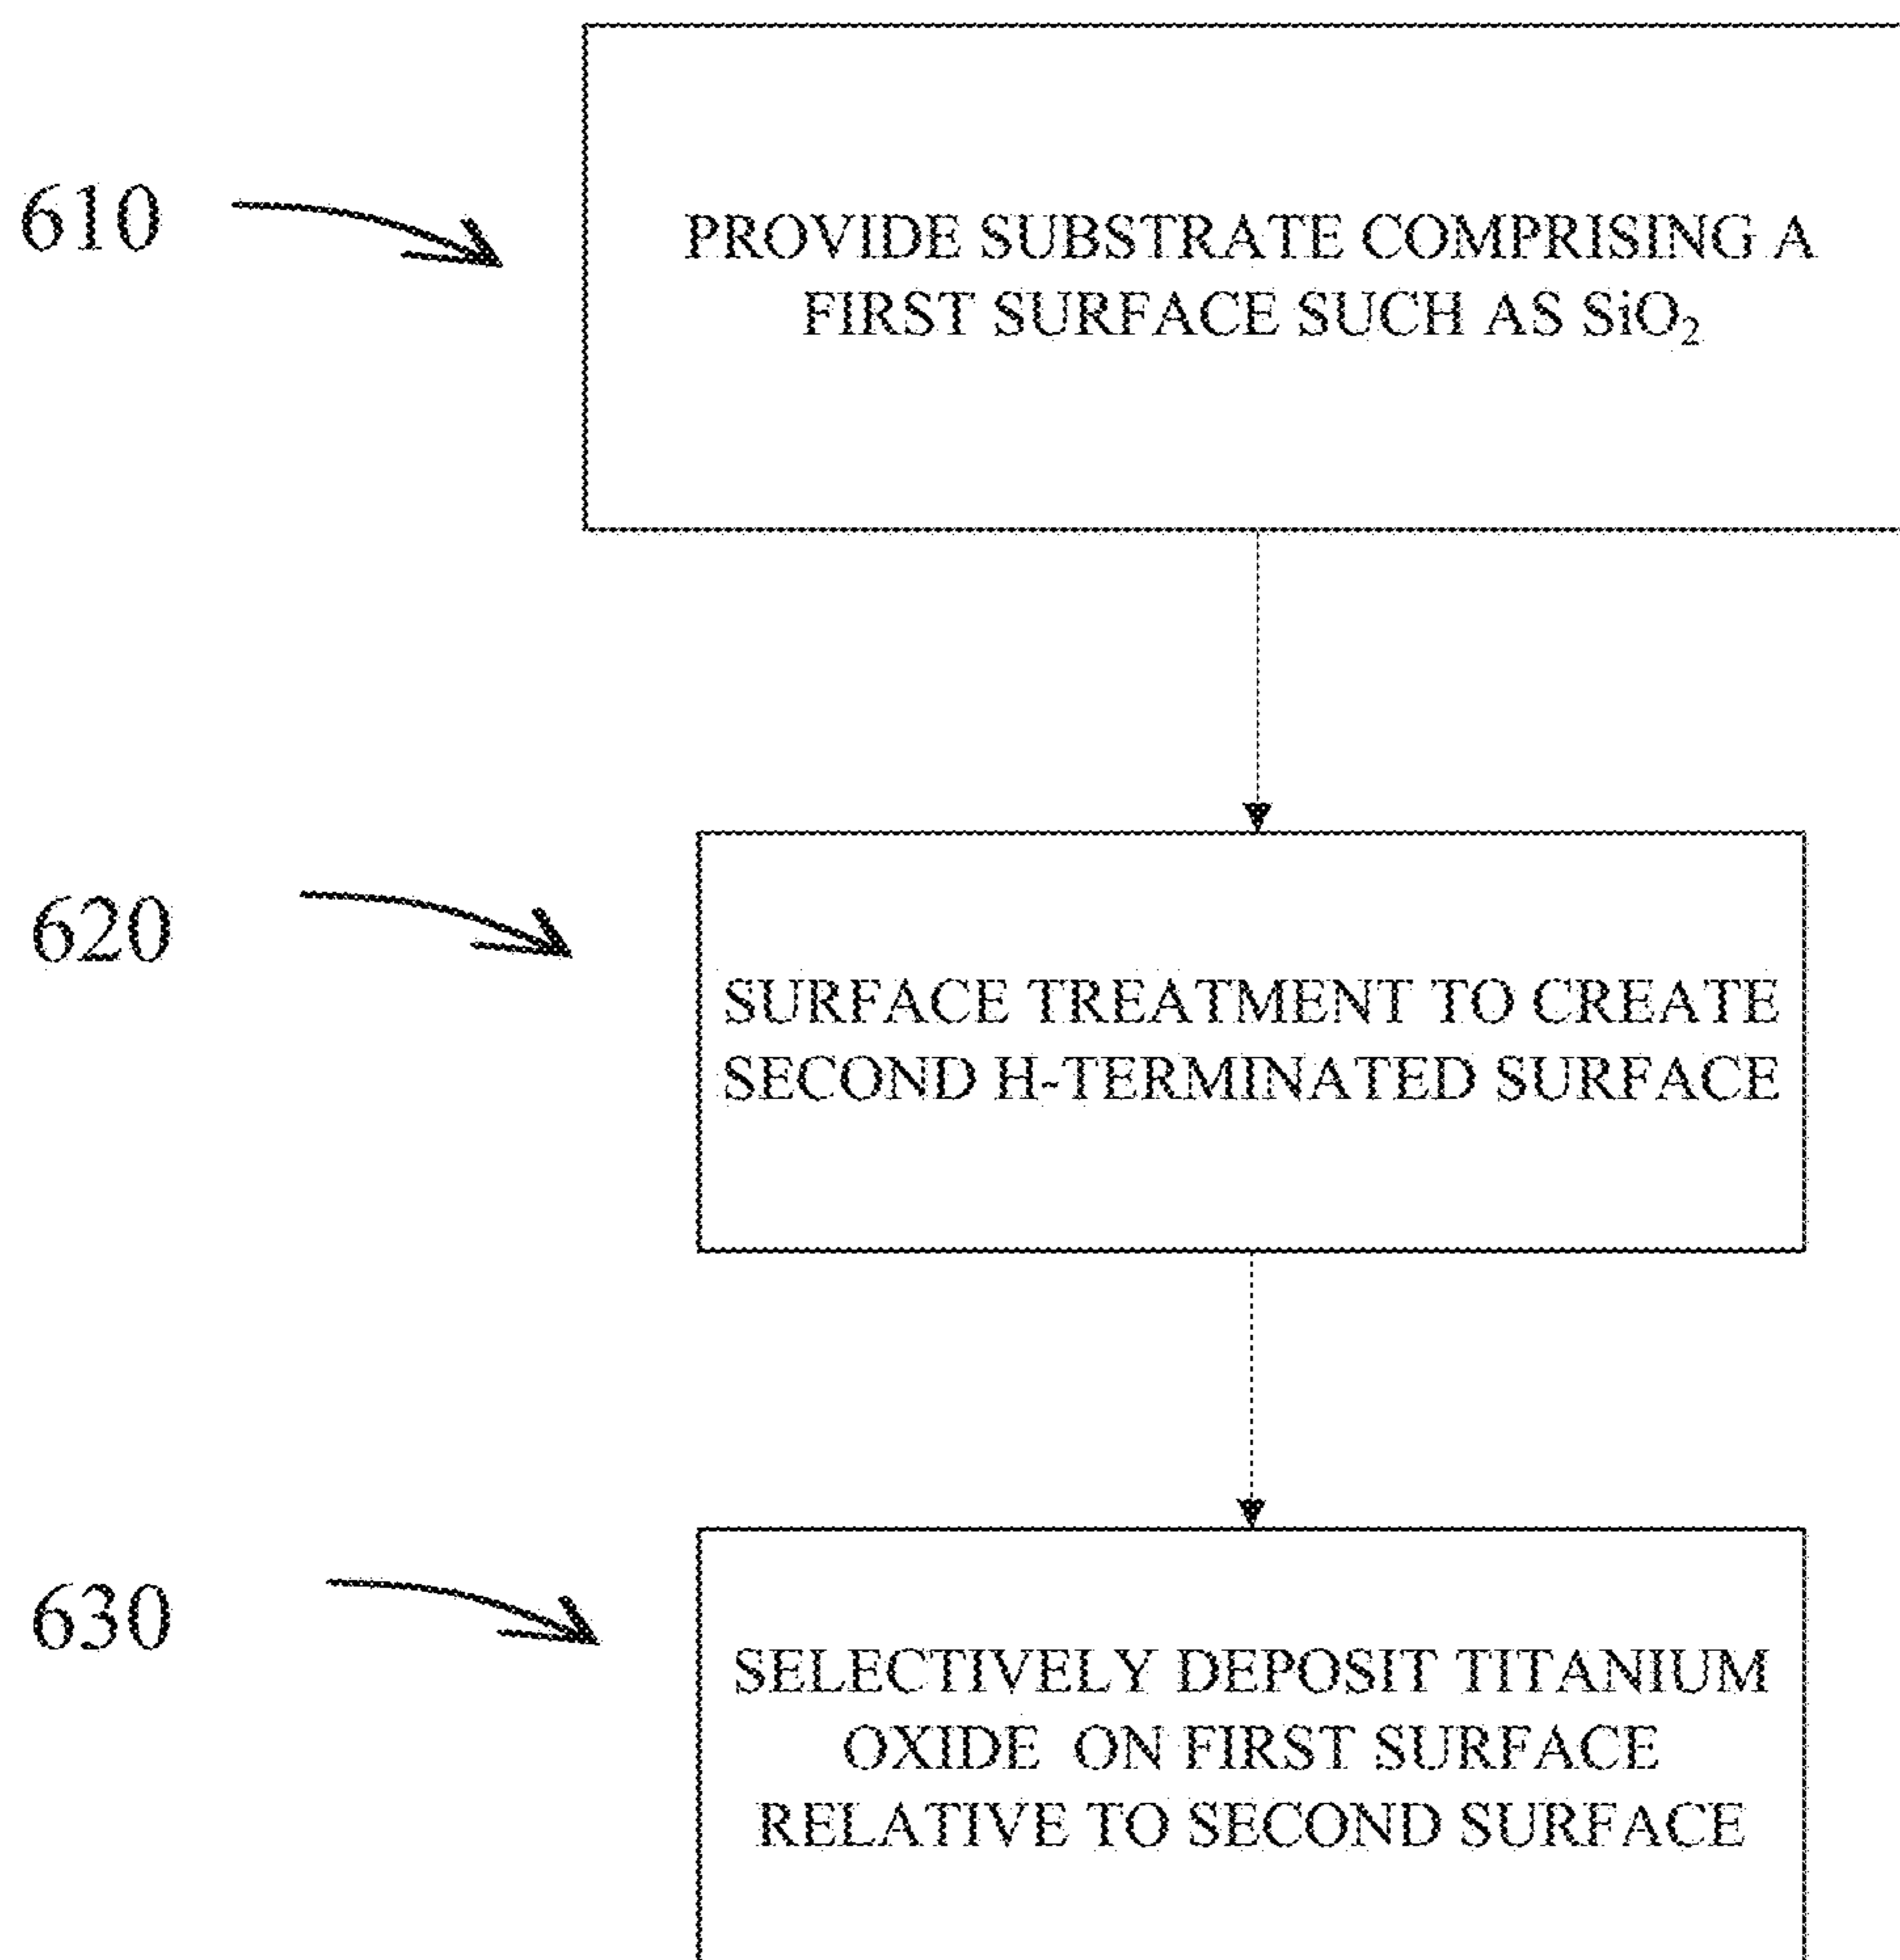 610
PROVIDE SUBSTRATE COMPRISING A
FIRST SURFACE SUCH AS SiO₂
620
SURFACE TREATMENT TO CREATE
SECOND H-TERMINATED SURFACE
630
SELECTIVELY DEPOSIT TITANIUM
OXIDE ON FIRST SURFACE
RELATIVE TO SECOND SURFACE